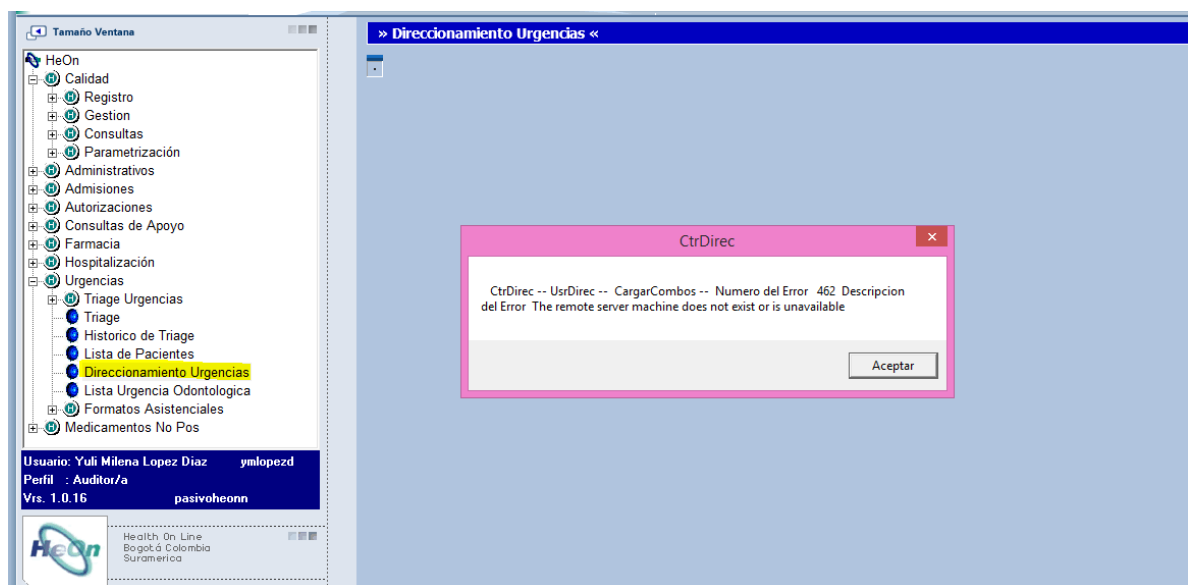 Tamaño Ventana
» Direccionamiento Urgencias «
HeOn
Calidad
Registro
Gestion
Consultas
Parametrización
Administrativos
Admisiones
Autorizaciones
Consultas de Apoyo
Farmacia
Hospitalización
Urgencias
Triage Urgencias
Triage
Historico de Triage
Lista de Pacientes
Direccionamiento Urgencias
Lista Urgencia Odontologica
Formatos Asistenciales
Medicamentos No Pos
CtrDirec
CtrDirec -- UsrDirec -- CargarCombos -- Numero del Error 462 Descripcion
del Error The remote server machine does not exist or is unavailable
Aceptar
Usuario: Yuli Milena Lopez Diaz ymlopezd
Perfil : Auditor/a
Vrs. 1.0.16 pasivoheonn
HeOn
Health On Line
Bogotá Colombia
Suramerica